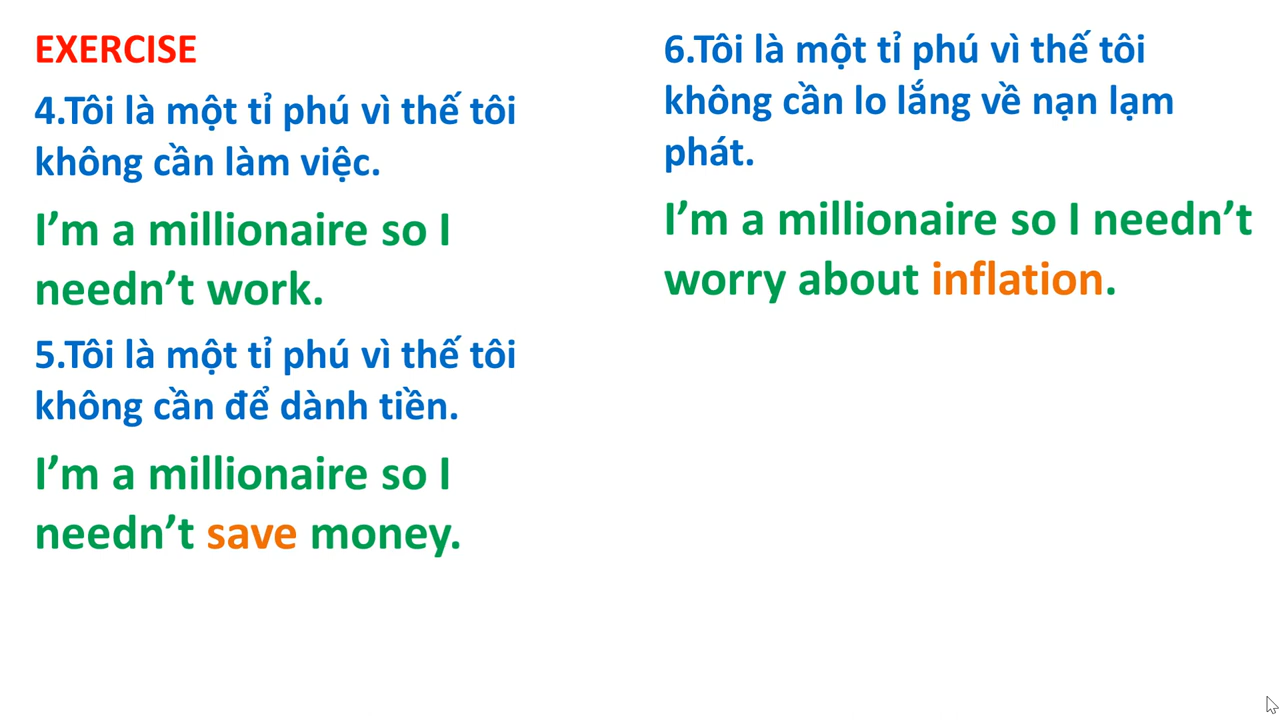 EXERCISE
4.Tôi là một tỉ phú vì thế tôi
không cần làm việc.
I’m a millionaire so I
needn’t work.
5.Tôi là một tỉ phú vì thế tôi
không cần để dành tiền.
I’m a millionaire so I
needn’t save money.
6.Tôi là một tỉ phú vì thế tôi
không cần lo lắng về nạn lạm
phát.
I’m a millionaire so I needn’t
worry about inflation.